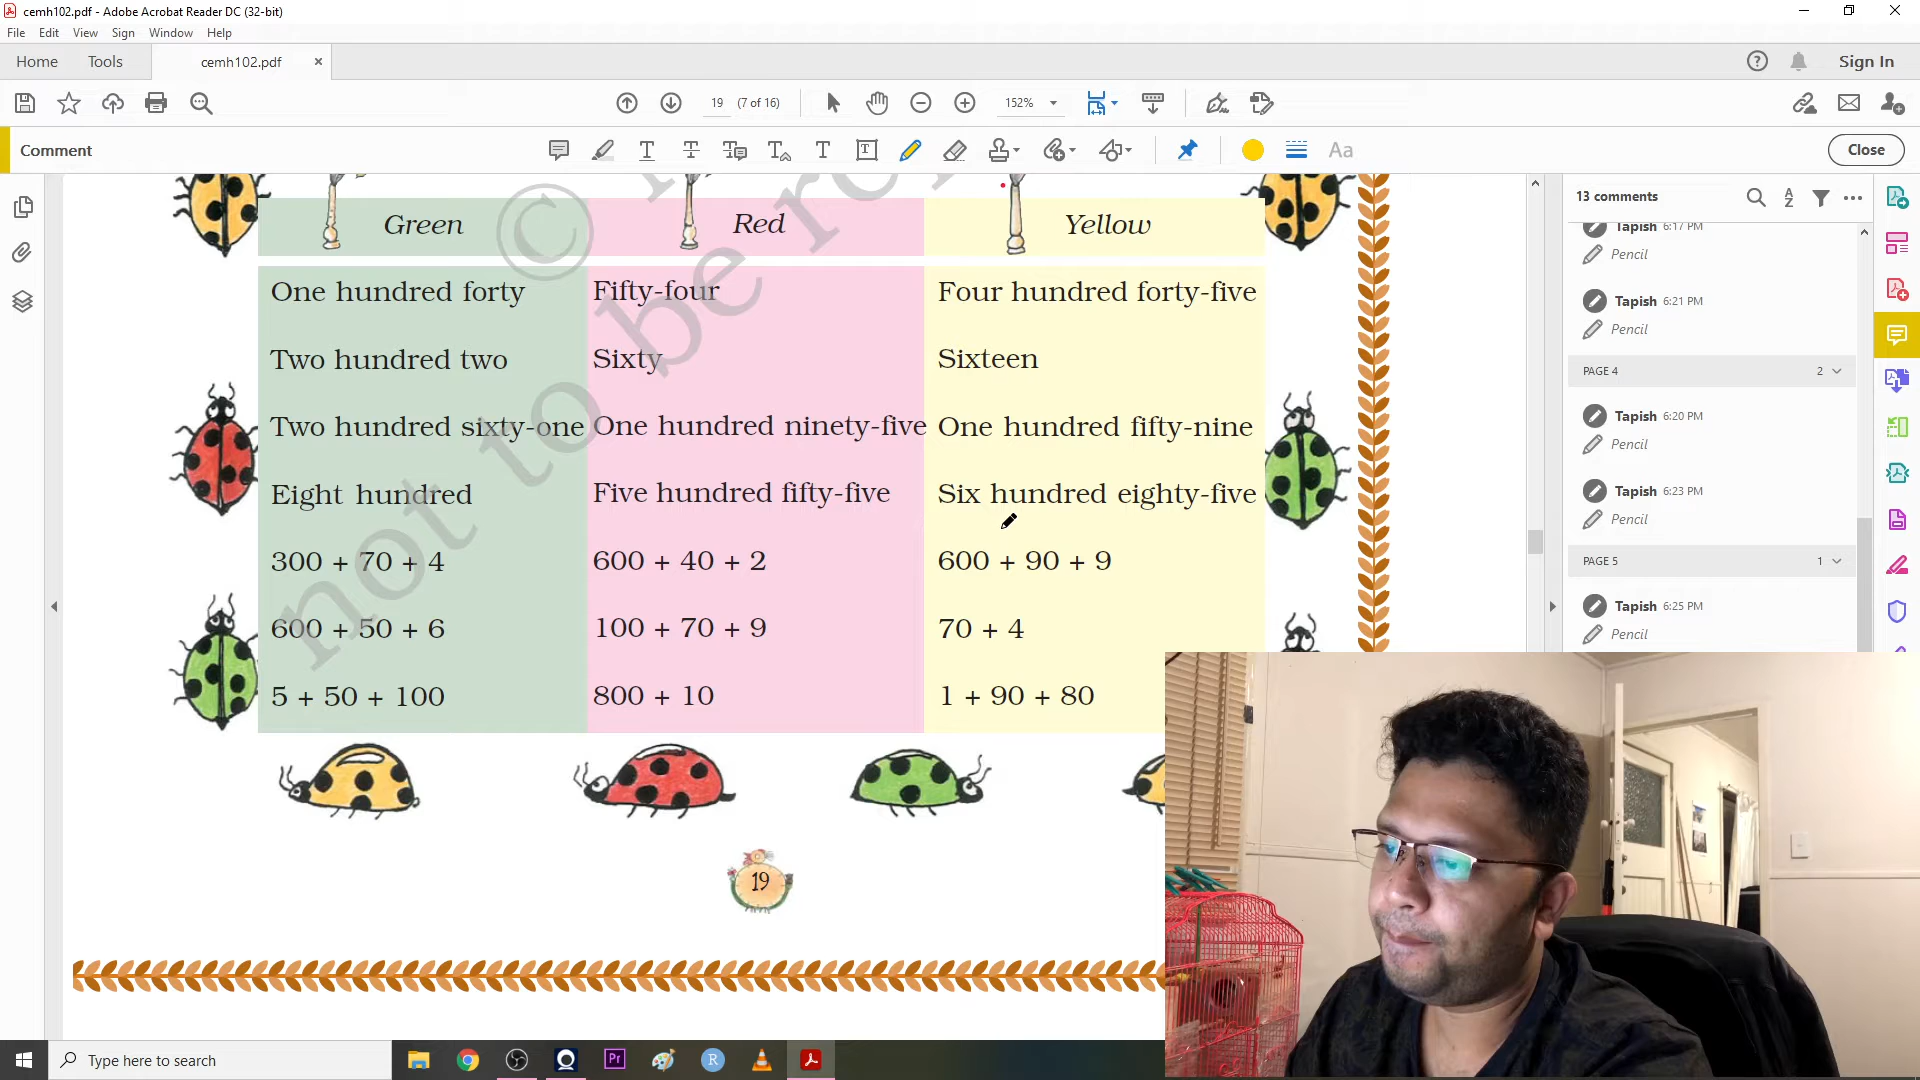 cemh102.pdf - Adobe Acrobat Reader DC (32-bit)
File Edit View Sign Window Help
Home Tools cemh102.pdf × Sign In
19 (7 of 16) 152%
Comment Aa Close
13 comments
Green Red Yellow
One hundred forty Fifty-four Four hundred forty-five
Two hundred two Sixty Sixteen
Two hundred sixty-one One hundred ninety-five One hundred fifty-nine
Eight hundred Five hundred fifty-five Six hundred eighty-five
300 + 70 + 4 600 + 40 + 2 600 + 90 + 9
600 + 50 + 6 100 + 70 + 9 70 + 4
5 + 50 + 100 800 + 10 1 + 90 + 80
19
©
not to be re
Tapish 6:17 PM
Pencil
Tapish 6:21 PM
Pencil
PAGE 4 2
Tapish 6:20 PM
Pencil
Tapish 6:23 PM
Pencil
PAGE 5 1
Tapish 6:25 PM
Pencil
Type here to search
Pr
R